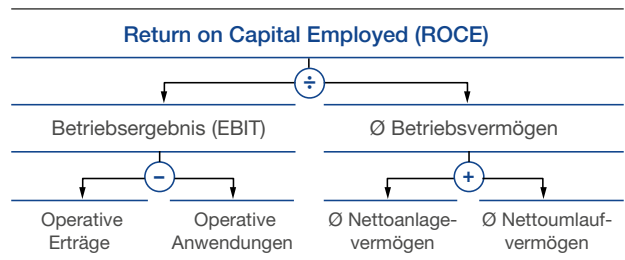 Return on Capital Employed (ROCE)
÷
Betriebsergebnis (EBIT)
Ø Betriebsvermögen
−
+
Operative
Erträge
Operative
Anwendungen
Ø Nettoanlage-
vermögen
Ø Nettoumlauf-
vermögen